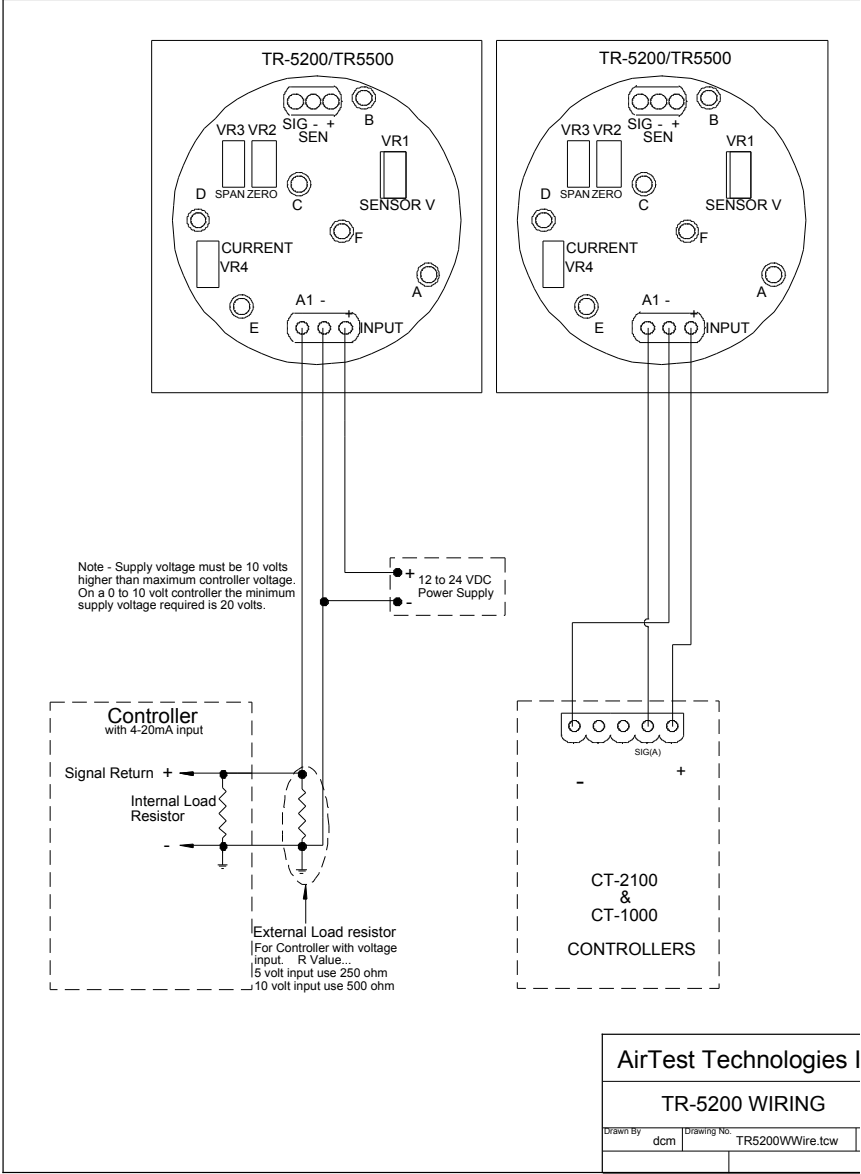 TR-5200/TR5500
SIG - +
SEN
B
VR3 VR2
VR1
SPAN ZERO
C
SENSOR V
D
F
CURRENT
VR4
A
E
A1 - +
INPUT
TR-5200/TR5500
SIG - +
SEN
B
VR3 VR2
VR1
SPAN ZERO
C
SENSOR V
D
F
CURRENT
VR4
A
E
A1 - +
INPUT
Note - Supply voltage must be 10 volts
higher than maximum controller voltage.
On a 0 to 10 volt controller the minimum
supply voltage required is 20 volts.
+ 12 to 24 VDC
- Power Supply
Controller
with 4-20mA input
Signal Return +
Internal Load
Resistor
-
External Load resistor
For Controller with voltage
input. R Value...
5 volt input use 250 ohm
10 volt input use 500 ohm
SIG(A)
- +
CT-2100
&
CT-1000
CONTROLLERS
AirTest Technologies I
TR-5200 WIRING
Drawn By dcm
Drawing No. TR5200WWire.tcw